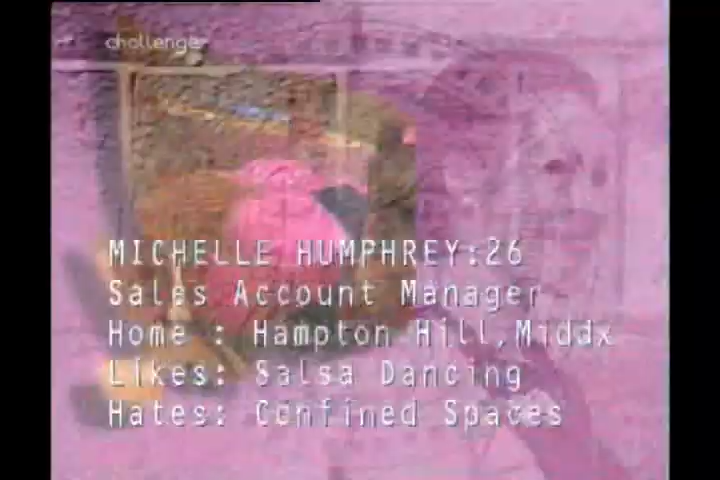 challenge
MICHELLE HUMPHREY:26
Sales Account Manager
Home : Hampton Hill,Middx
Likes: Salsa Dancing
Hates: Confined Spaces